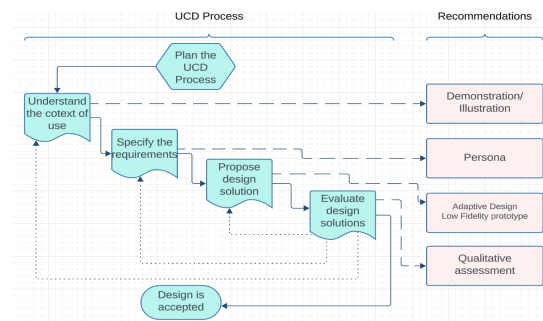 UCD Process
Recommendations
Plan the
UCD
Process
Understand
the cotext of
use
Demonstration/
Illustration
Specify the
requirements
Persona
Propose
design
solution
Evaluate
design
solutions
Adaptive Design
Low Fidelity prototype
Qualitative
assessment
Design is
accepted